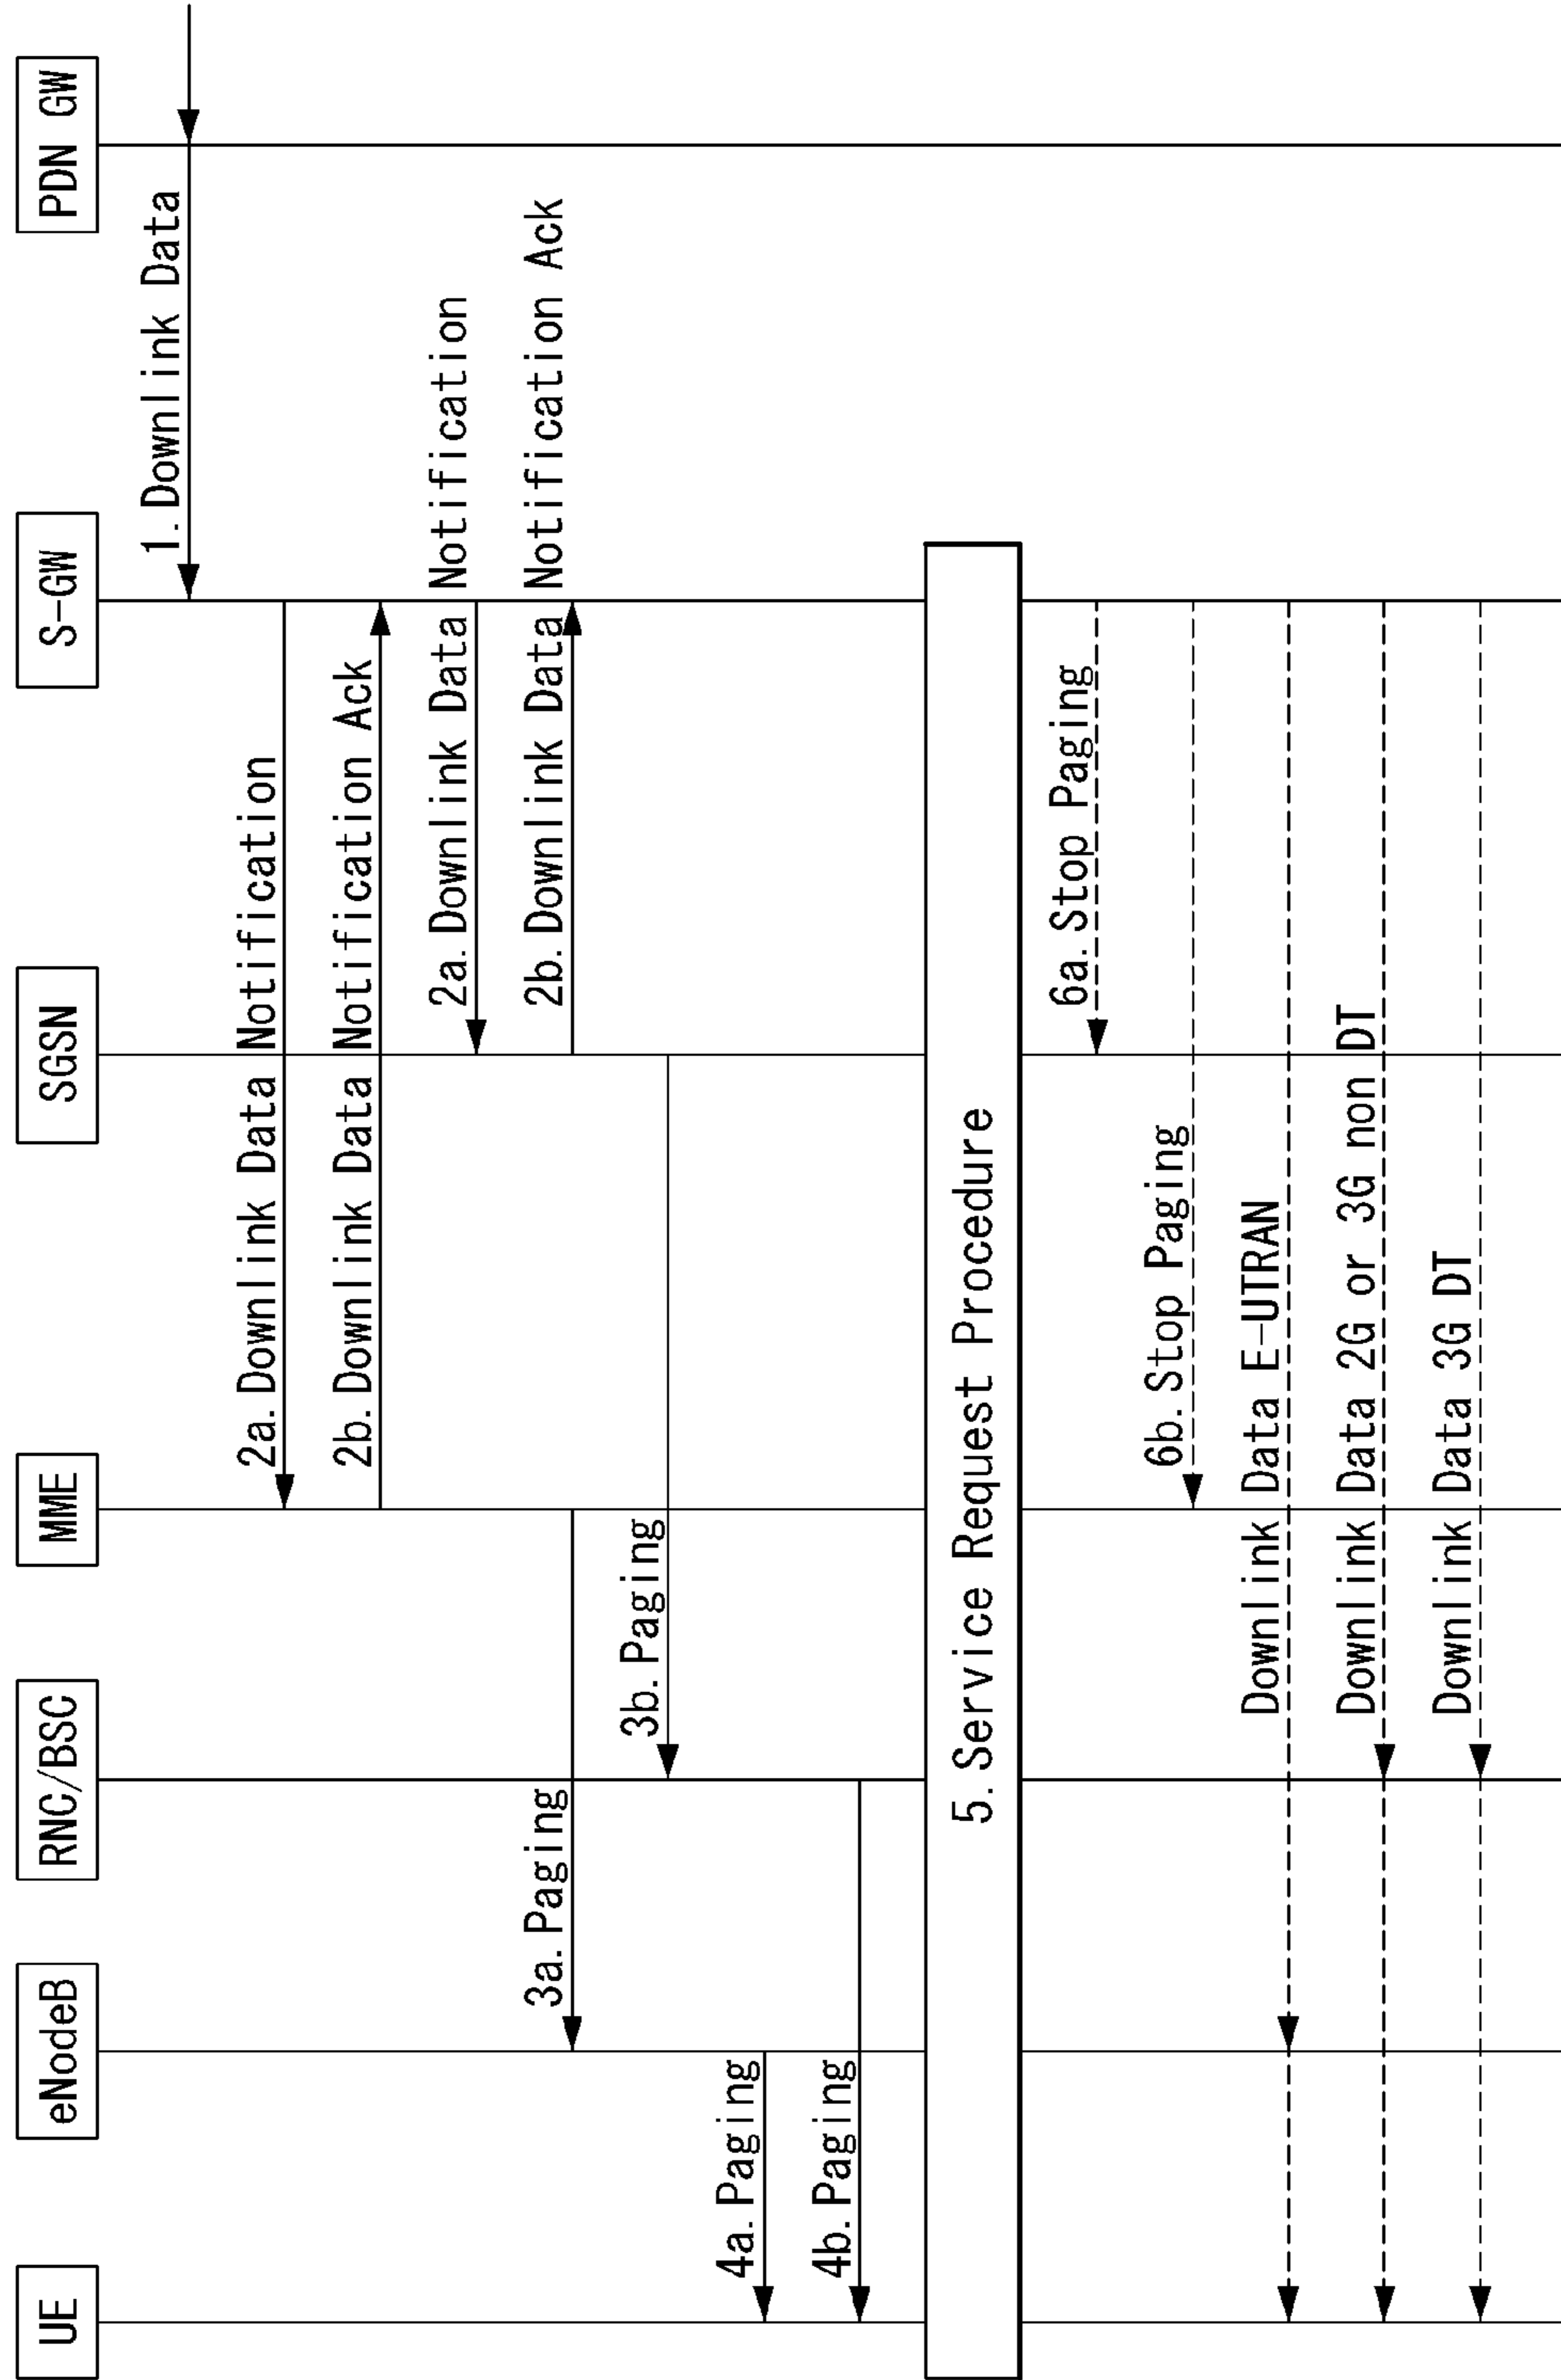 UE
eNodeB
RNC/BSC
MME
SGSN
S-GW
PDN GW
1. Downlink Data
2a. Downlink Data Notification
2b. Downlink Data Notification Ack
2a. Downlink Data Notification
2b. Downlink Data Notification Ack
3a. Paging
3b. Paging
4a. Paging
4b. Paging
5. Service Request Procedure
6a. Stop Paging
6b. Stop Paging
Downlink Data E-UTRAN
Downlink Data 2G or 3G non DT
Downlink Data 3G DT